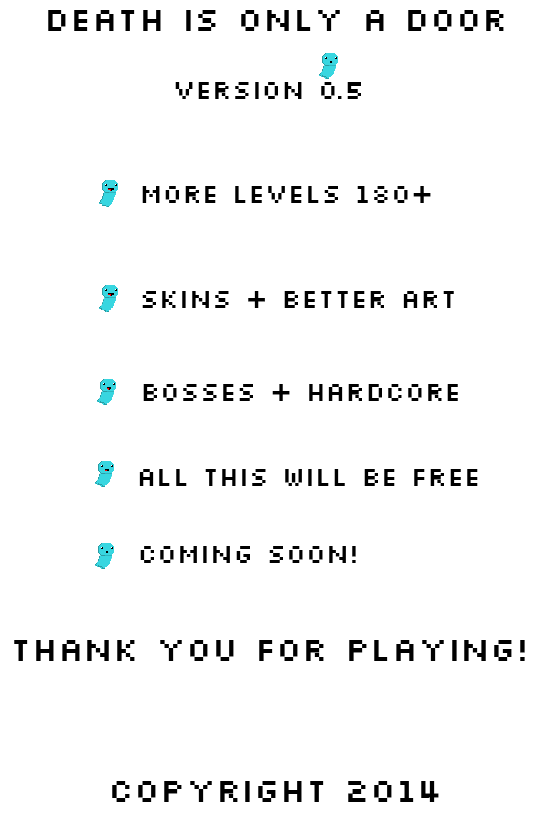 DEATH IS ONLY A DOOR
VERSION 0.5
MORE LEVELS 180+
SKINS + BETTER ART
BOSSES + HARDCORE
ALL THIS WILL BE FREE
COMING SOON!
THANK YOU FOR PLAYING!
COPYRIGHT 2014